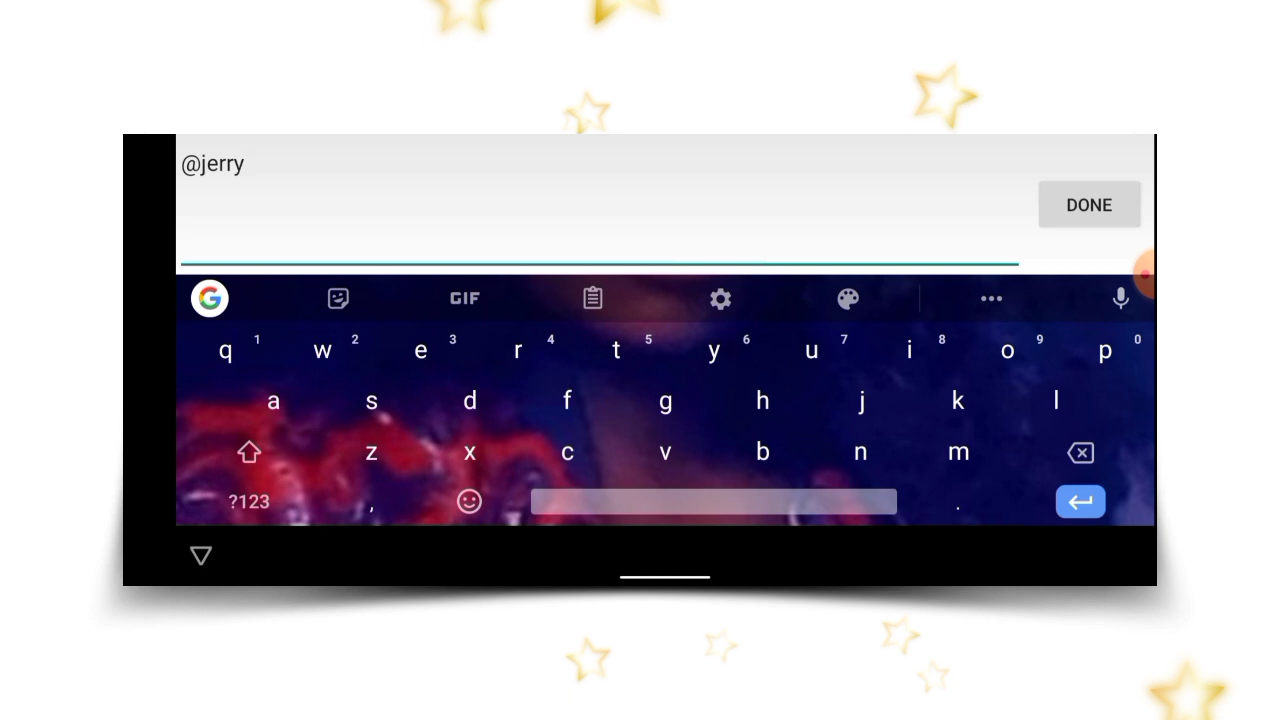 @jerry
DONE
G GIF
q 1 w 2 e 3 r 4 t 5 y 6 u 7 i 8 o 9 p 0
a s d f g h j k l
z x c v b n m
?123 , .